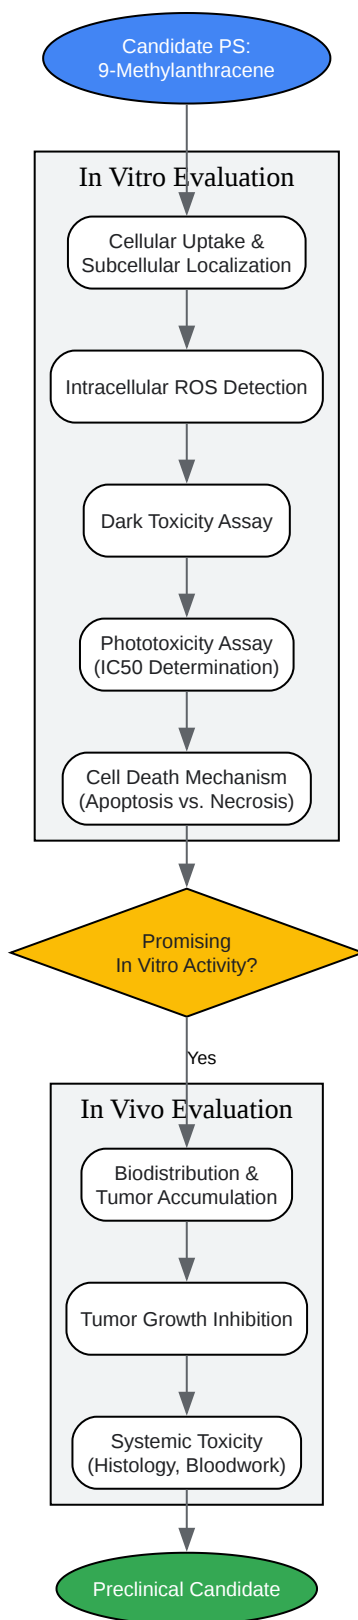 Candidate PS:
9-Methylanthracene
In Vitro Evaluation
Cellular Uptake &
Subcellular Localization
Intracellular ROS Detection
Dark Toxicity Assay
Phototoxicity Assay
(IC50 Determination)
Cell Death Mechanism
(Apoptosis vs. Necrosis)
Promising
In Vitro Activity?
Yes
In Vivo Evaluation
Biodistribution &
Tumor Accumulation
Tumor Growth Inhibition
Systemic Toxicity
(Histology, Bloodwork)
Preclinical Candidate